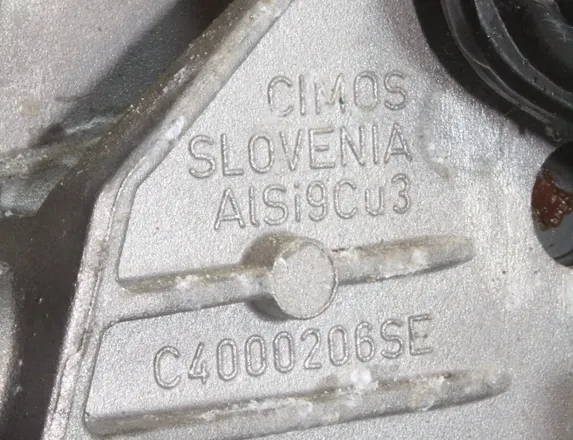 CIMOS
SLOVENIA
AlSi9Cu3
C4000206SE